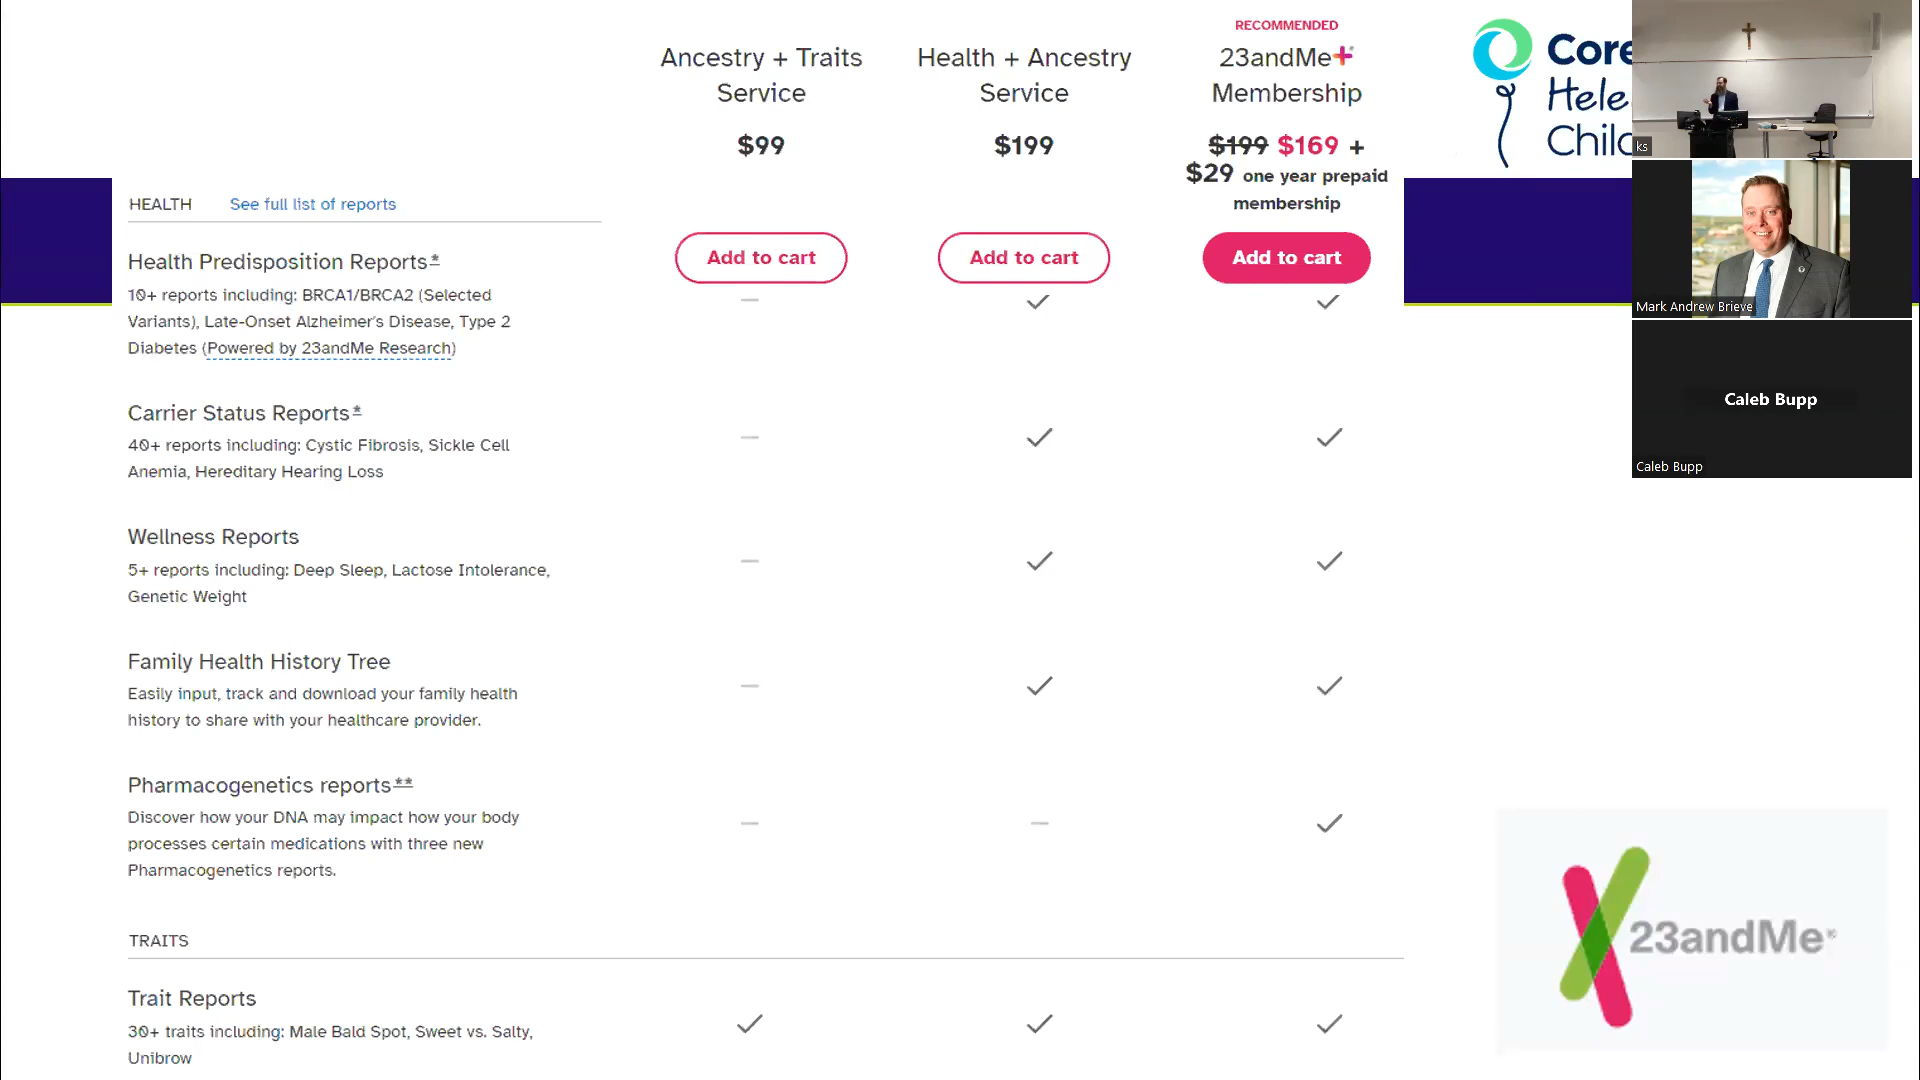 RECOMMENDED
Ancestry + Traits
Service
$99
Health + Ancestry
Service
$199
23andMe+
Membership
$199 $169 +
$29 one year prepaid
membership
HEALTH See full list of reports
Add to cart
Add to cart
Add to cart
Health Predisposition Reports*
10+ reports including: BRCA1/BRCA2 (Selected
Variants), Late-Onset Alzheimer's Disease, Type 2
Diabetes (Powered by 23andMe Research)
Carrier Status Reports*
40+ reports including: Cystic Fibrosis, Sickle Cell
Anemia, Hereditary Hearing Loss
Wellness Reports
5+ reports including: Deep Sleep, Lactose Intolerance,
Genetic Weight
Family Health History Tree
Easily input, track and download your family health
history to share with your healthcare provider.
Pharmacogenetics reports**
Discover how your DNA may impact how your body
processes certain medications with three new
Pharmacogenetics reports.
TRAITS
Trait Reports
30+ traits including: Male Bald Spot, Sweet vs. Salty,
Unibrow
Core
Hele
Chil
ks
Mark Andrew Brieve
Caleb Bupp
Caleb Bupp
23andMe